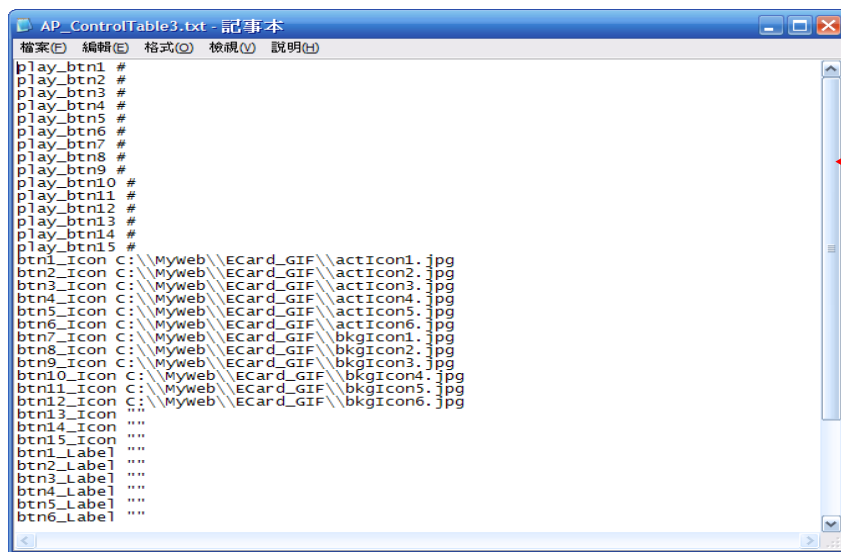 AP_ControlTable3.txt - 記事本
檔案(F) 編輯(E) 格式(O) 檢視(V) 說明(H)
play_btn1 #
play_btn2 #
play_btn3 #
play_btn4 #
play_btn5 #
play_btn6 #
play_btn7 #
play_btn8 #
play_btn9 #
play_btn10 #
play_btn11 #
play_btn12 #
play_btn13 #
play_btn14 #
play_btn15 #
btn1_Icon C:\\MyWeb\\ECard_GIF\\actIcon1.jpg
btn2_Icon C:\\MyWeb\\ECard_GIF\\actIcon2.jpg
btn3_Icon C:\\MyWeb\\ECard_GIF\\actIcon3.jpg
btn4_Icon C:\\MyWeb\\ECard_GIF\\actIcon4.jpg
btn5_Icon C:\\MyWeb\\ECard_GIF\\actIcon5.jpg
btn6_Icon C:\\MyWeb\\ECard_GIF\\actIcon6.jpg
btn7_Icon C:\\MyWeb\\ECard_GIF\\bkgIcon1.jpg
btn8_Icon C:\\MyWeb\\ECard_GIF\\bkgIcon2.jpg
btn9_Icon C:\\MyWeb\\ECard_GIF\\bkgIcon3.jpg
btn10_Icon C:\\MyWeb\\ECard_GIF\\bkgIcon4.jpg
btn11_Icon C:\\MyWeb\\ECard_GIF\\bkgIcon5.jpg
btn12_Icon C:\\MyWeb\\ECard_GIF\\bkgIcon6.jpg
btn13_Icon ""
btn14_Icon ""
btn15_Icon ""
btn1_Label ""
btn2_Label ""
btn3_Label ""
btn4_Label ""
btn5_Label ""
btn6_Label ""